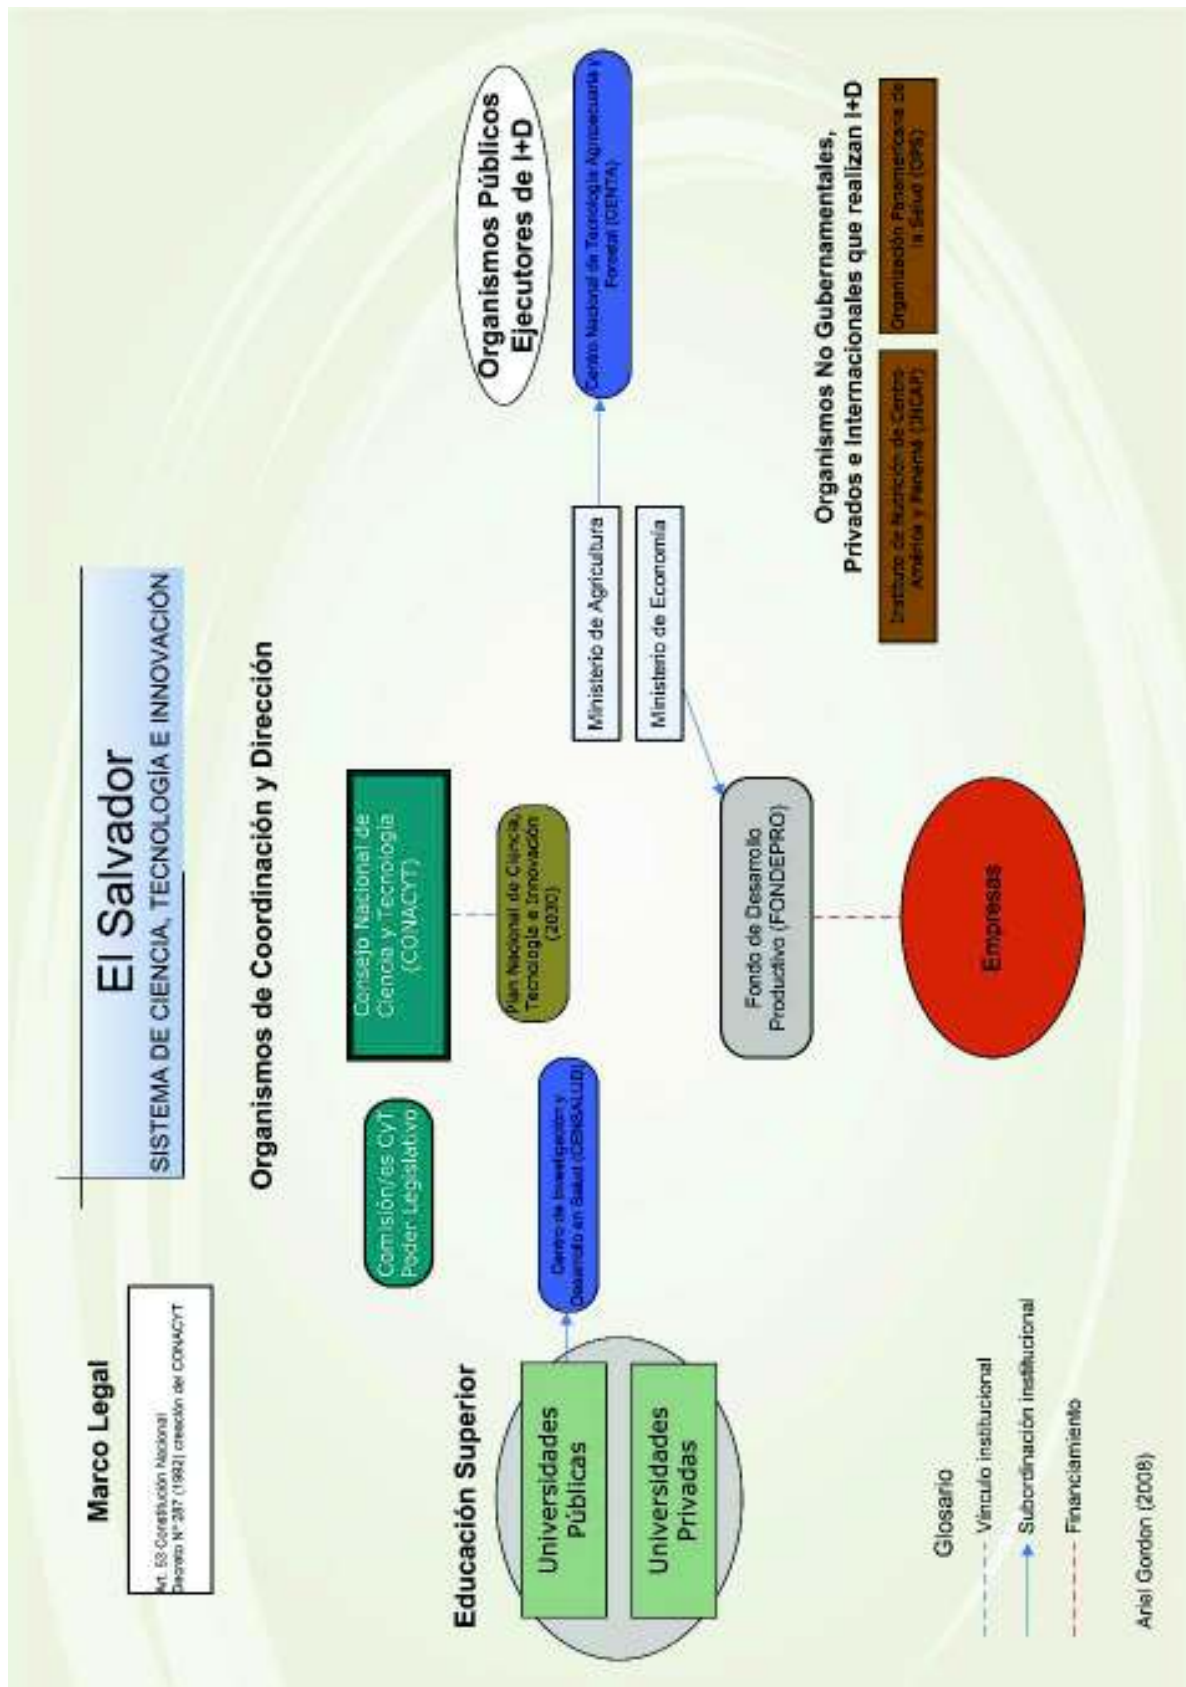 El Salvador
SISTEMA DE CIENCIA, TECNOLOGÍA E INNOVACIÓN
Marco Legal
Art. 53 Constitución Nacional
Decreto N° 287 (1992) creación del CONACYT
Organismos de Coordinación y Dirección
Comisión/es CyT
Poder Legislativo
Consejo Nacional de
Ciencia y Tecnología
(CONACYT)
Plan Nacional de Ciencia,
Tecnología e Innovación
(2030)
Educación Superior
Universidades
Públicas
Universidades
Privadas
Centro de Investigación y
Desarrollo en Salud (CENSALUD)
Organismos Públicos
Ejecutores de I+D
Centro Nacional de Tecnología Agropecuaria y
Forestal (CENTA)
Ministerio de Agricultura
Ministerio de Economía
Fondo de Desarrollo
Productivo (FONDEPRO)
Empresas
Organismos No Gubernamentales,
Privados e Internacionales que realizan I+D
Instituto de Nutrición de Centro
América y Panamá (INCAP)
Organización Panamericana de
la Salud (OPS)
Glosario
Vínculo institucional
Subordinación institucional
Financiamiento
Ariel Gordon (2008)